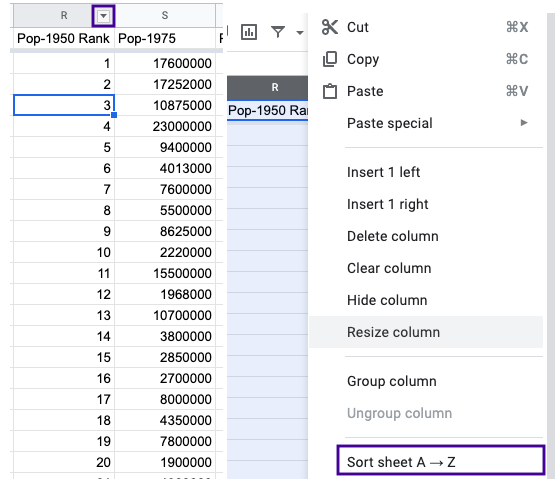 R S
Pop-1950 Rank Pop-1975
1 17600000
2 17252000
3 10875000
4 23000000
5 9400000
6 4013000
7 7600000
8 5500000
9 8625000
10 2220000
11 15500000
12 1968000
13 10700000
14 3800000
15 2850000
16 2700000
17 8000000
18 4350000
19 7800000
20 1900000
R
Pop-1950 Ra
Cut ⌘X
Copy ⌘C
Paste ⌘V
Paste special
Insert 1 left
Insert 1 right
Delete column
Clear column
Hide column
Resize column
Group column
Ungroup column
Sort sheet A → Z